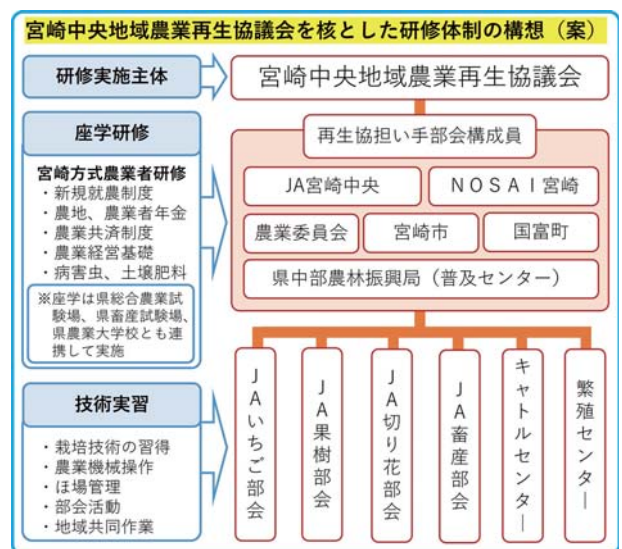 宮崎中央地域農業再生協議会を核とした研修体制の構想（案）
研修実施主体
宮崎中央地域農業再生協議会
座学研修
宮崎方式農業者研修
・新規就農制度
・農地、農業者年金
・農業共済制度
・農業経営基礎
・病害虫、土壌肥料
※座学は県総合農業試
験場、県畜産試験場、
県農業大学校とも連
携して実施
再生協担い手部会構成員
JA宮崎中央
ＮＯＳＡＩ宮崎
農業委員会
宮崎市
国富町
県中部農林振興局（普及センター）
技術実習
・栽培技術の習得
・農業機械操作
・ほ場管理
・部会活動
・地域共同作業
ＪＡいちご部会
ＪＡ果樹部会
ＪＡ切り花部会
ＪＡ畜産部会
キャトルセンター
繁殖センター